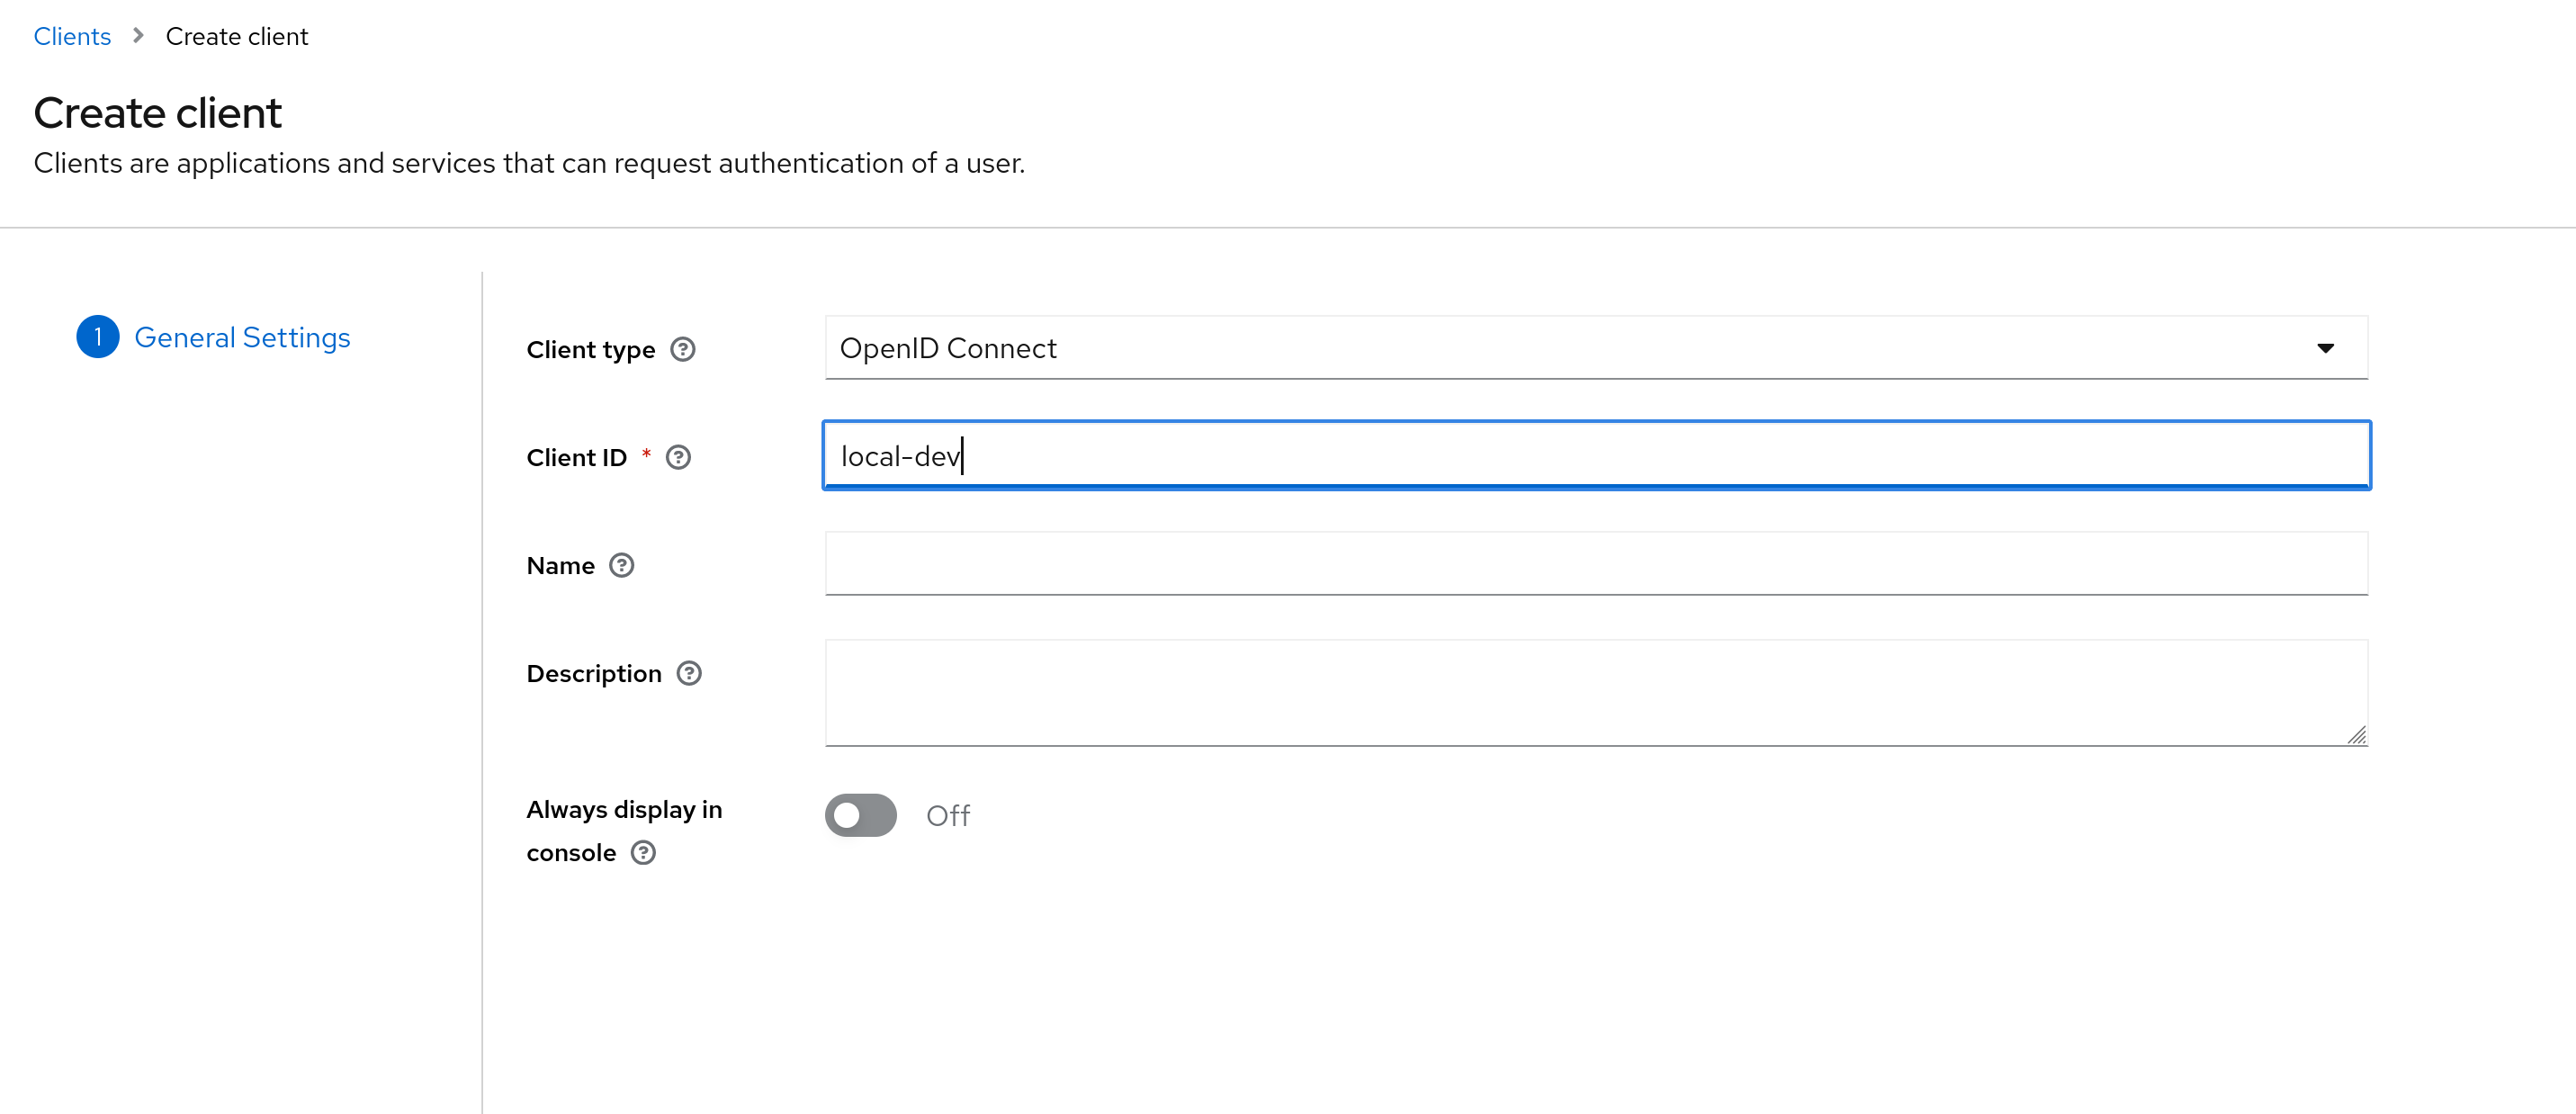 Clients > Create client
Create client
Clients are applications and services that can request authentication of a user.
1 General Settings
Client type ?
OpenID Connect
Client ID * ?
local-dev
Name ?
Description ?
Always display in
console ?
Off